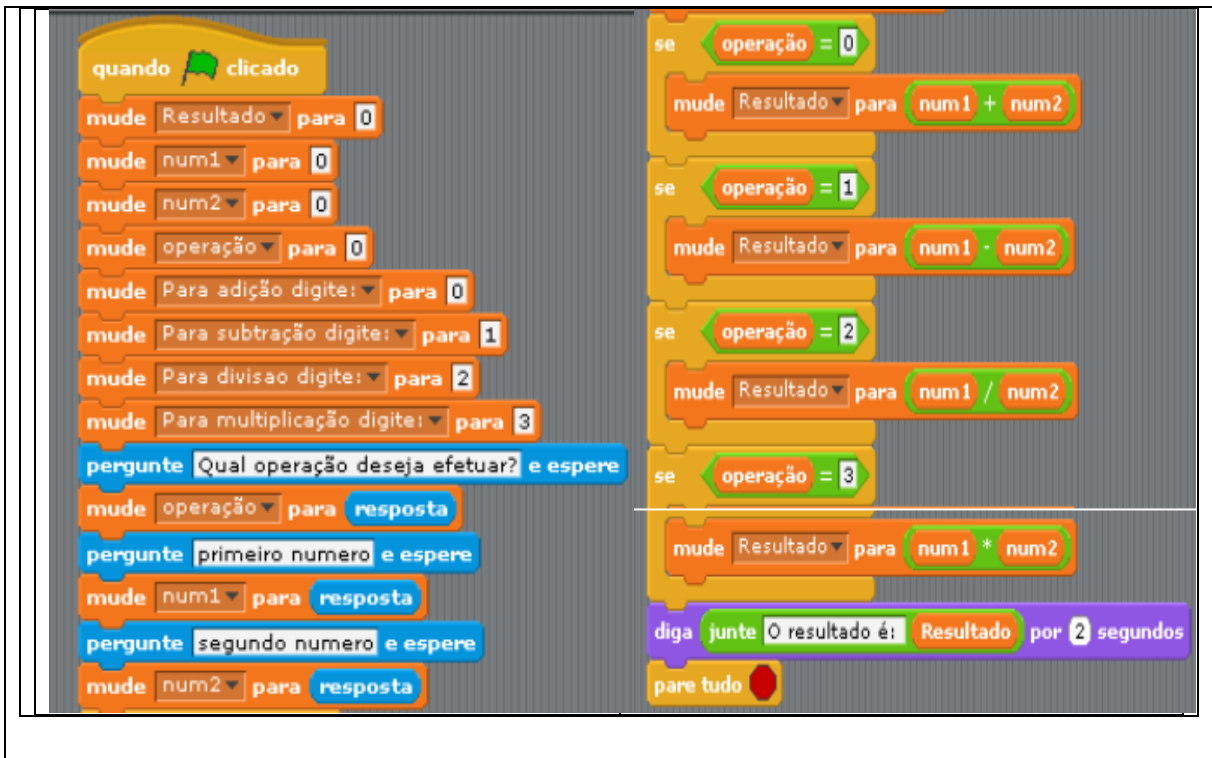 quando clicado
mude Resultado para 0
mude num1 para 0
mude num2 para 0
mude operação para 0
mude Para adição digite: para 0
mude Para subtração digite: para 1
mude Para divisao digite: para 2
mude Para multiplicação digite: para 3
pergunte Qual operação deseja efetuar? e espere
mude operação para resposta
pergunte primeiro numero e espere
mude num1 para resposta
pergunte segundo numero e espere
mude num2 para resposta
se operação = 0
mude Resultado para num1 + num2
se operação = 1
mude Resultado para num1 - num2
se operação = 2
mude Resultado para num1 / num2
se operação = 3
mude Resultado para num1 * num2
diga junte O resultado é: Resultado por 2 segundos
pare tudo